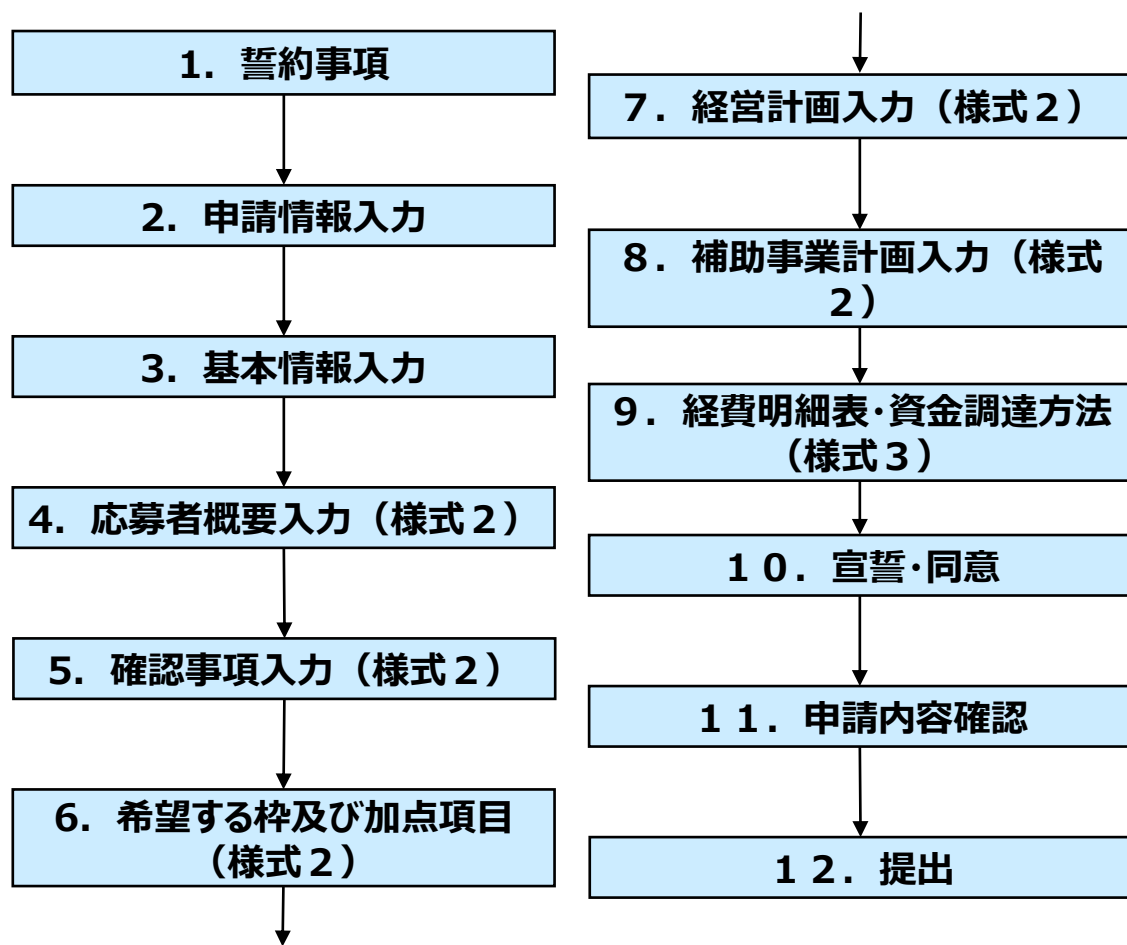 1．誓約事項
2．申請情報入力
3．基本情報入力
4．応募者概要入力（様式２）
5．確認事項入力（様式２）
6．希望する枠及び加点項目
（様式２）
７．経営計画入力（様式２）
８．補助事業計画入力（様式
２）
９．経費明細表･資金調達方法
（様式３）
１０．宣誓･同意
１１．申請内容確認
１２．提出